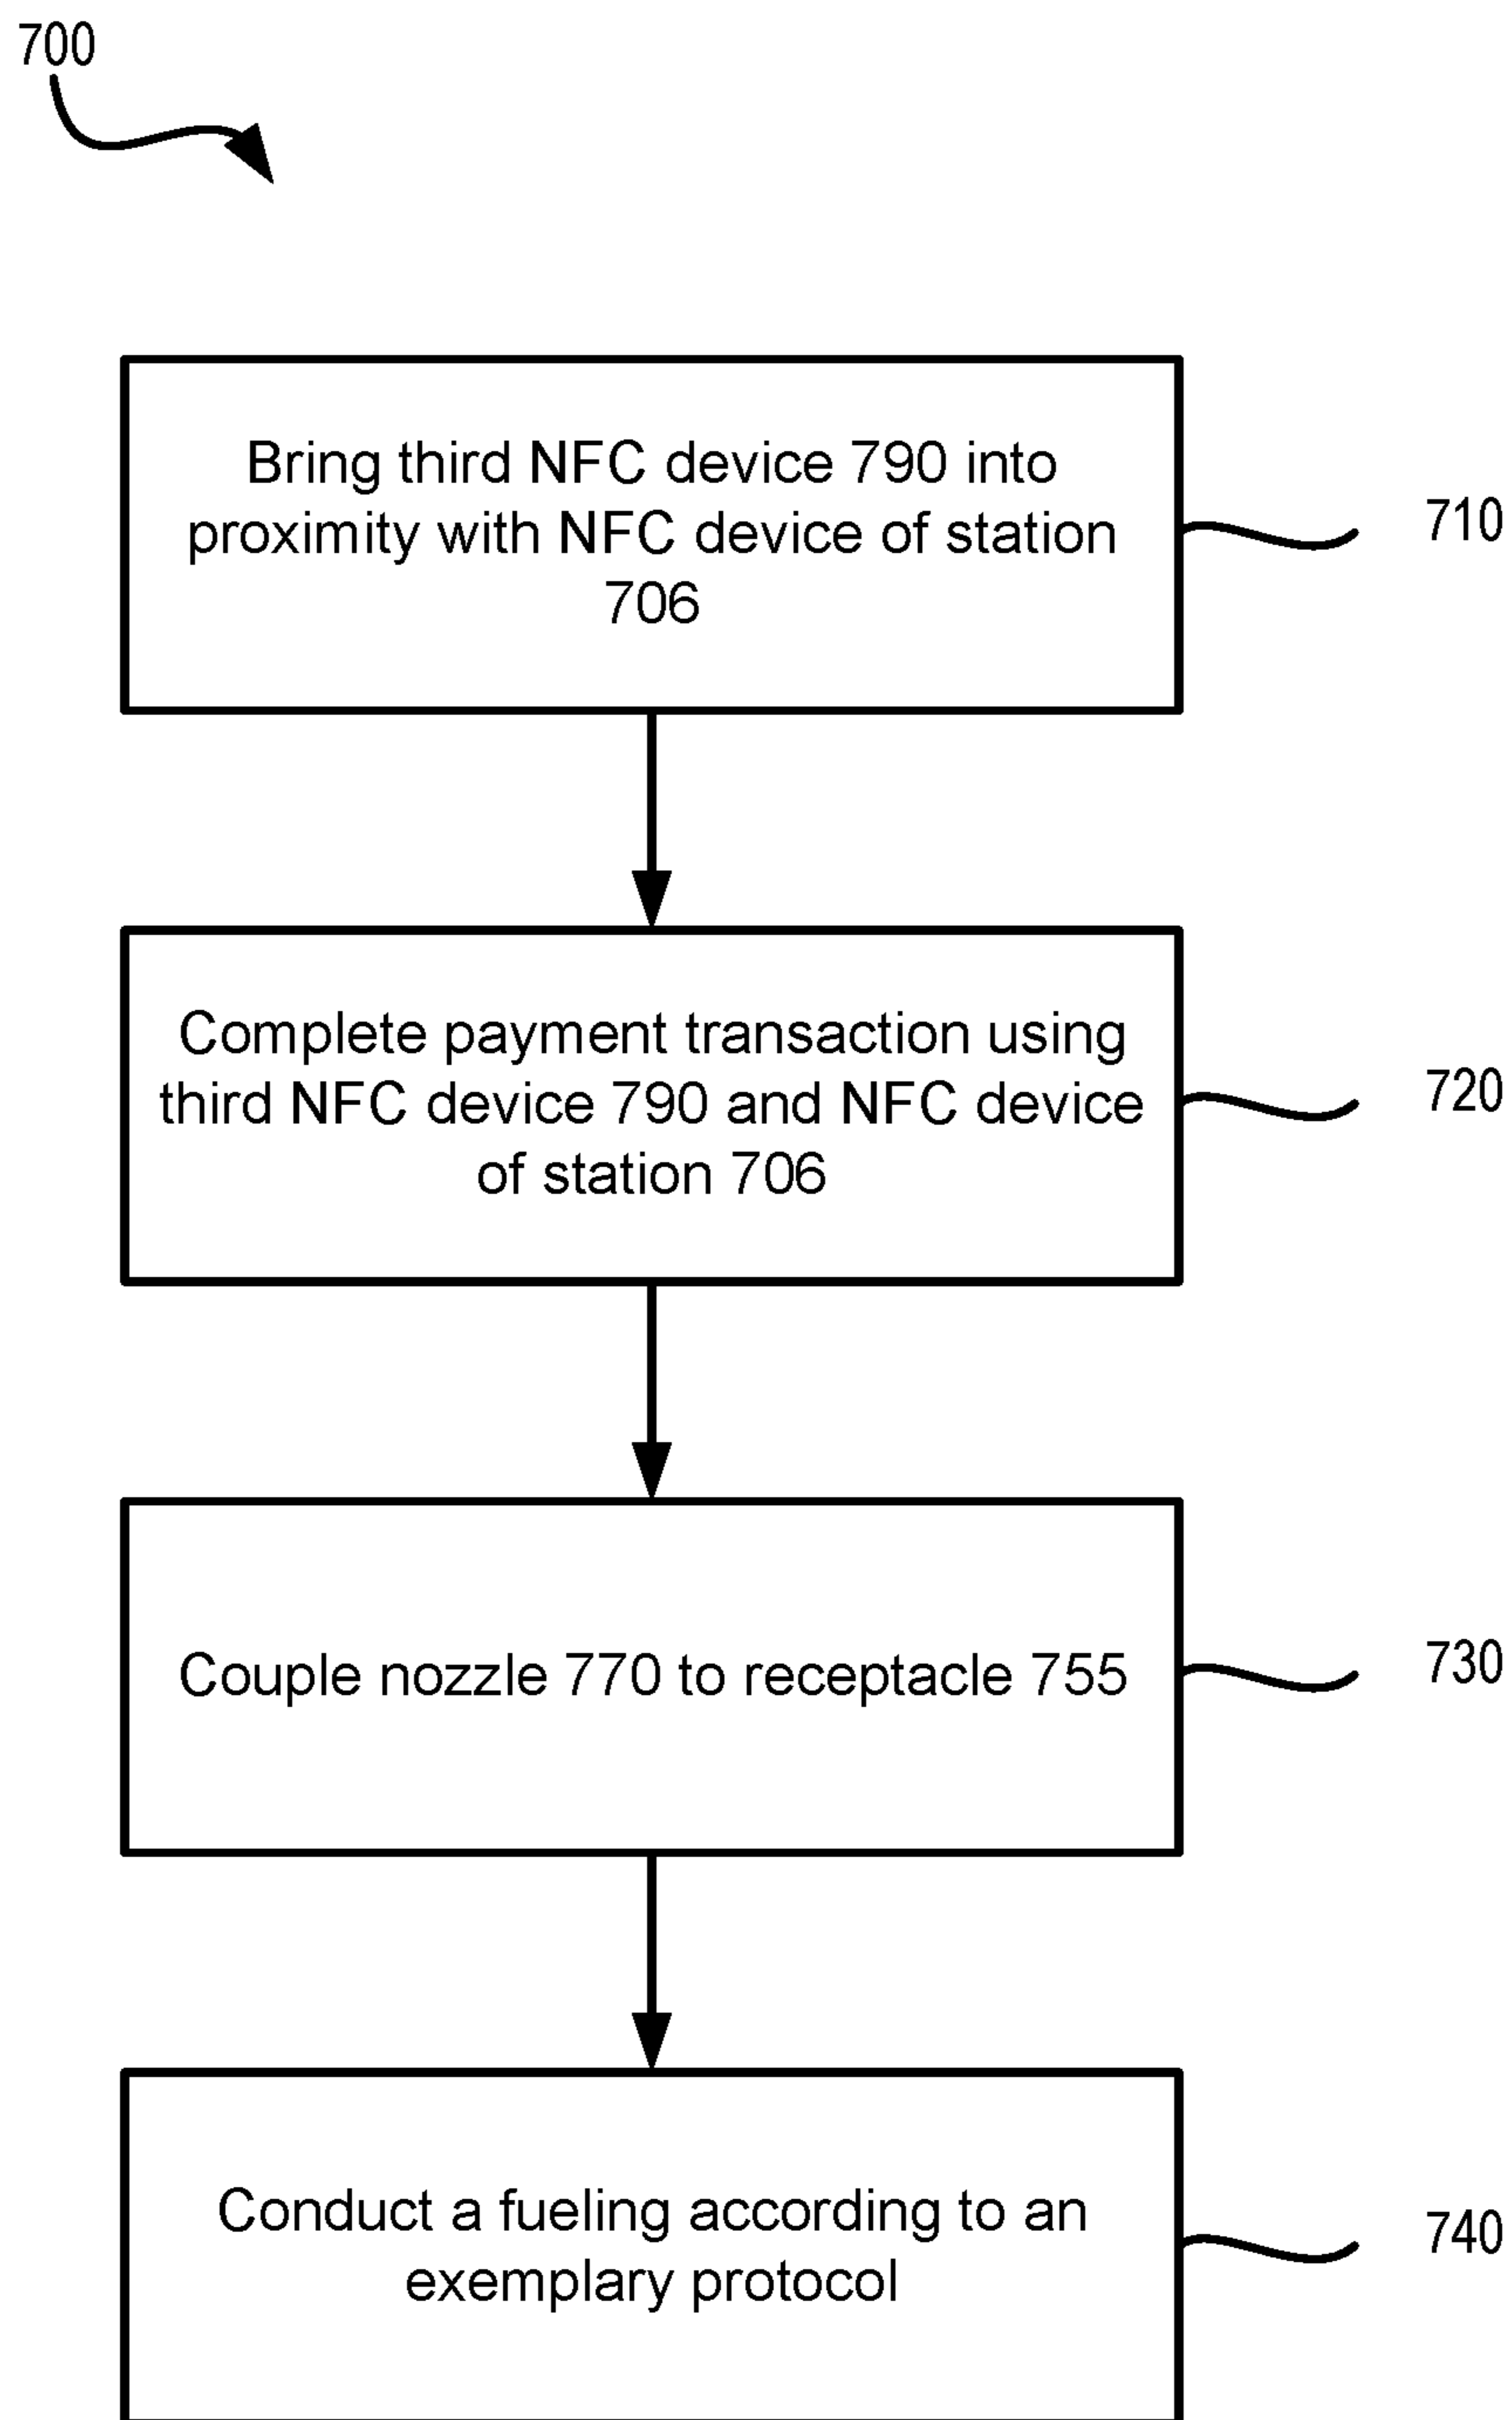 700
Bring third NFC device 790 into
proximity with NFC device of station
706
710
Complete payment transaction using
third NFC device 790 and NFC device
of station 706
720
Couple nozzle 770 to receptacle 755
730
Conduct a fueling according to an
exemplary protocol
740